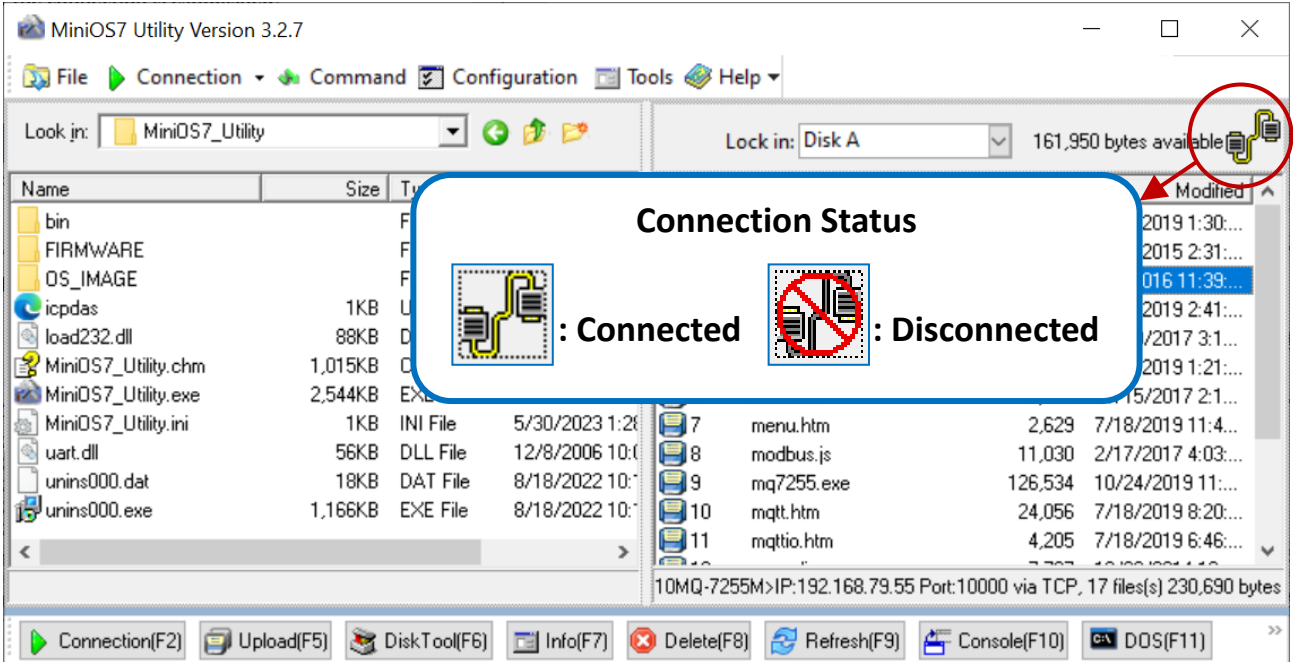 MiniOS7 Utility Version 3.2.7
File Connection Command Configuration Tools Help
Look in: MiniOS7_Utility
Lock in: Disk A 161,950 bytes available
Name Size Modified
Connection Status
: Connected : Disconnected
bin 2019 1:30:...
FIRMWARE 2015 2:31:...
OS_IMAGE 016 11:39:...
icpdas 1KB 2019 2:41:...
load232.dll 88KB /2017 3:1...
MiniOS7_Utility.chm 1,015KB 2019 1:21:...
MiniOS7_Utility.exe 2,544KB 15/2017 2:1...
MiniOS7_Utility.ini 1KB INI File 5/30/2023 1:28 7 menu.htm 2,629 7/18/2019 11:4...
uart.dll 56KB DLL File 12/8/2006 10:0 8 modbus.js 11,030 2/17/2017 4:03:...
unins000.dat 18KB DAT File 8/18/2022 10: 9 mq7255.exe 126,534 10/24/2019 11:...
unins000.exe 1,166KB EXE File 8/18/2022 10: 10 mqtt.htm 24,056 7/18/2019 8:20:...
11 mqttio.htm 4,205 7/18/2019 6:46:...
10MQ-7255M>IP:192.168.79.55 Port:10000 via TCP, 17 files(s) 230,690 bytes
Connection(F2) Upload(F5) DiskTool(F6) Info(F7) Delete(F8) Refresh(F9) Console(F10) DOS(F11)